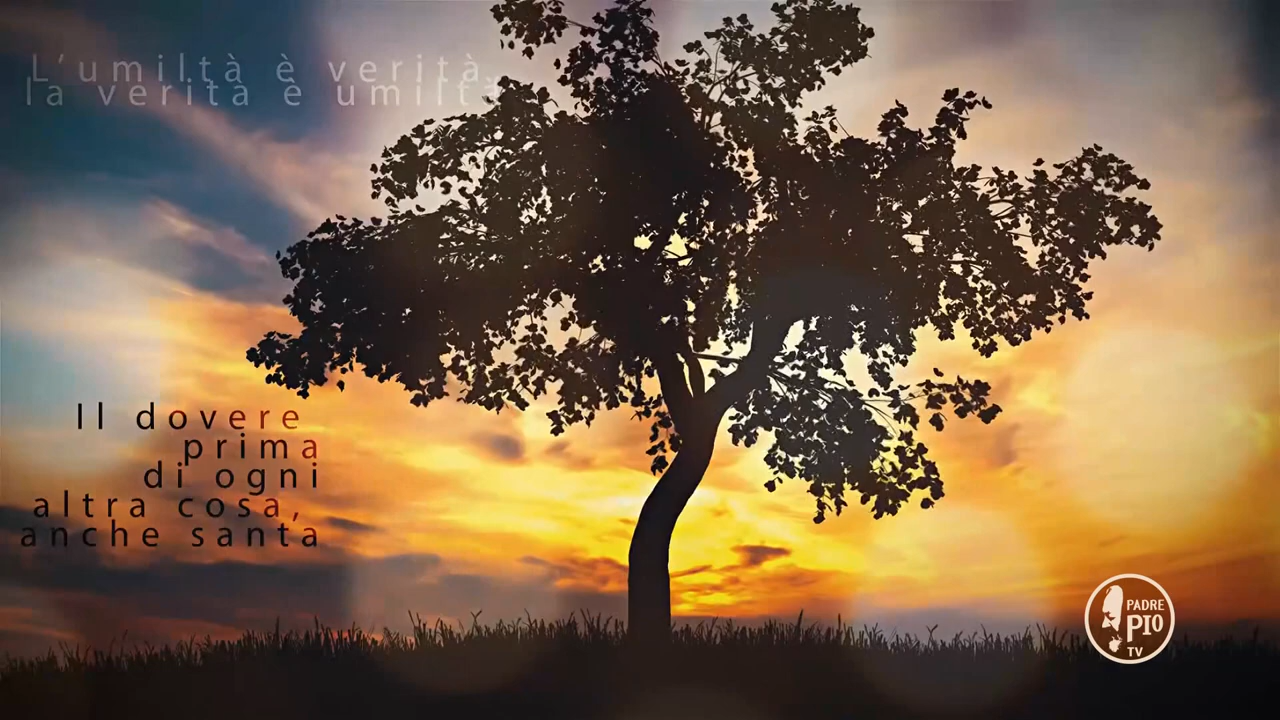 L'umiltà è verità,
la verità è umiltà
Il dovere
prima
di ogni
altra cosa,
anche santa
PADRE
PIO
TV